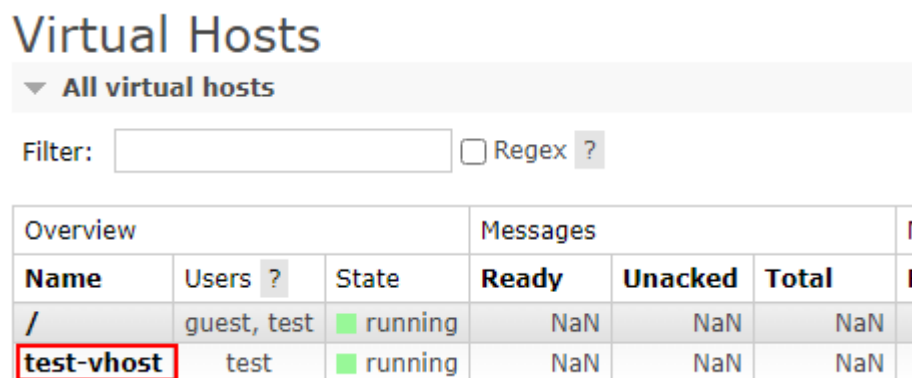 Virtual Hosts
All virtual hosts
Filter: Regex ?
Overview Messages
Name Users ? State Ready Unacked Total
/ guest, test running NaN NaN NaN
test-vhost test running NaN NaN NaN